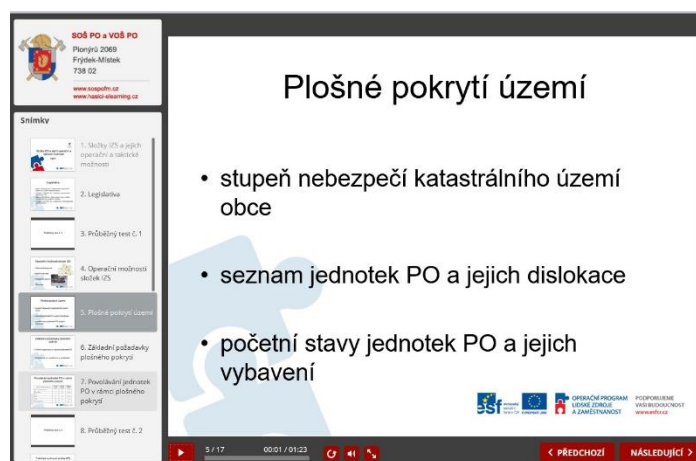 SOŠ PO a VOŠ PO
Pionýrů 2069
Frýdek-Místek
738 02
www.sospofm.cz
www.hasici-elearning.cz
Snímky
1. Složky IZS a jejich
operační a taktické
možnosti
2. Legislativa
3. Průběžný test č. 1
4. Operační možnosti
složek IZS
5. Plošné pokrytí území
6. Základní požadavky
plošného pokrytí
7. Povolávání jednotek
PO v rámci plošného
pokrytí
8. Průběžný test č. 2
Plošné pokrytí území
• stupeň nebezpečí katastrálního území
obce
• seznam jednotek PO a jejich dislokace
• početní stavy jednotek PO a jejich
vybavení
esf
OPERAČNÍ PROGRAM
LIDSKÉ ZDROJE
A ZAMĚSTNANOST
PODPORUJEME
VAŠI BUDOUCNOST
www.esfcr.cz
5 / 17
00:01 / 01:23
< PŘEDCHOZÍ
NÁSLEDUJÍCÍ >